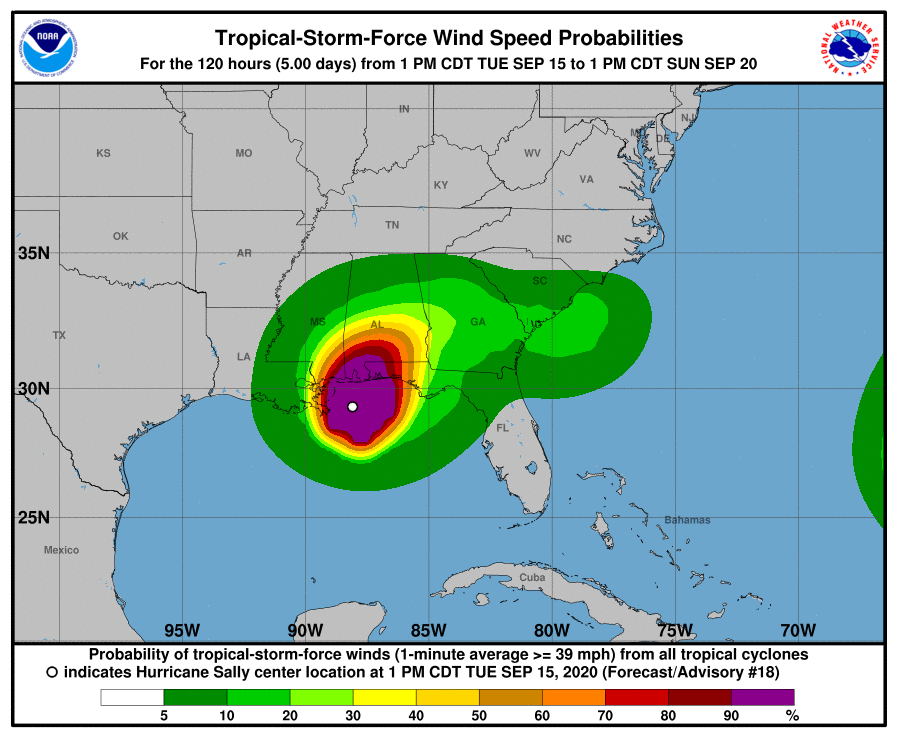 Tropical-Storm-Force Wind Speed Probabilities
For the 120 hours (5.00 days) from 1 PM CDT TUE SEP 15 to 1 PM CDT SUN SEP 20
NOAA
NATIONAL WEATHER SERVICE
IN
NJ
DE
KS
MO
WV
KY
VA
TN
OK
NC
AR
35N
SC
MS
AL
GA
TX
LA
30N
FL
25N
Bahamas
Mexico
Cuba
95W
90W
85W
80W
75W
70W
Probability of tropical-storm-force winds (1-minute average >= 39 mph) from all tropical cyclones
indicates Hurricane Sally center location at 1 PM CDT TUE SEP 15, 2020 (Forecast/Advisory #18)
5 10 20 30 40 50 60 70 80 90 %